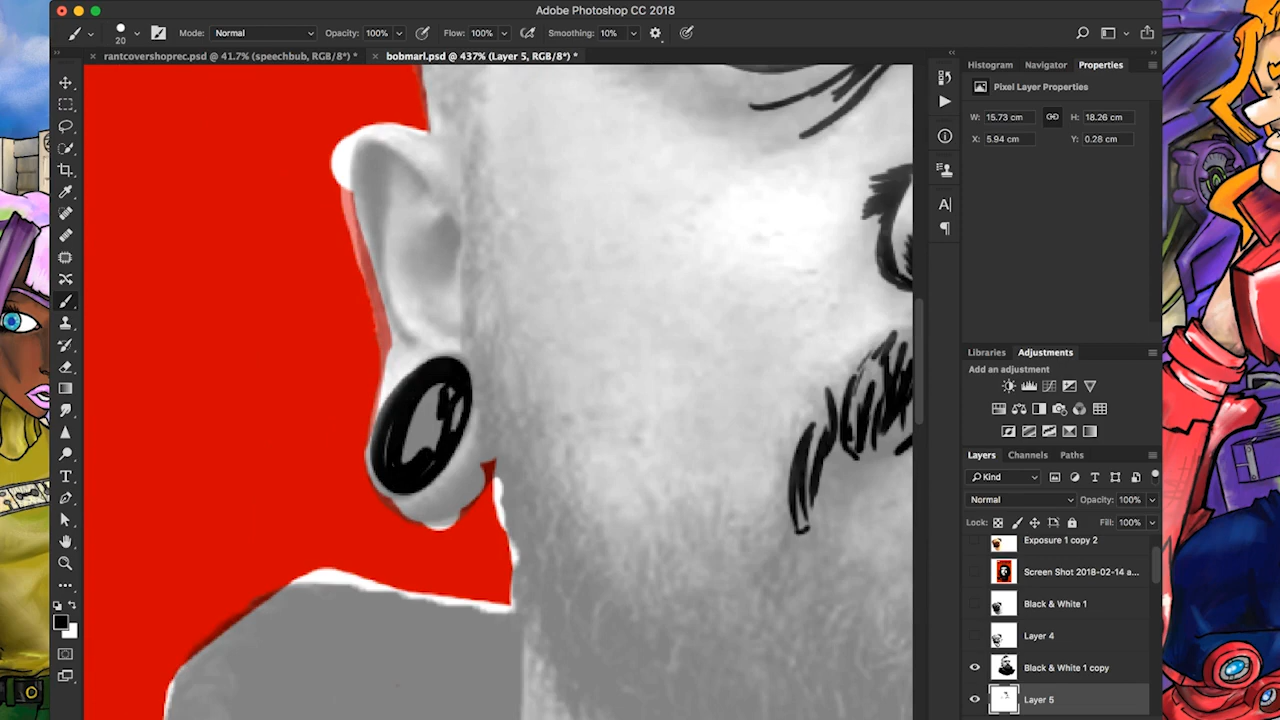 Adobe Photoshop CC 2018
20 Mode: Normal Opacity: 100% Flow: 100% Smoothing: 10%
rantcovershoprec.psd @ 41.7% (speechbub, RGB/8*) * bobmarl.psd @ 437% (Layer 5, RGB/8*) *
Histogram Navigator Properties
Pixel Layer Properties
W: 15.73 cm H: 18.26 cm
X: 5.94 cm Y: 0.28 cm
Libraries Adjustments
Add an adjustment
Layers Channels Paths
Kind
Normal Opacity: 100%
Lock: Fill: 100%
Exposure 1 copy 2
Screen Shot 2018-02-14 a...
Black & White 1
Layer 4
Black & White 1 copy
Layer 5